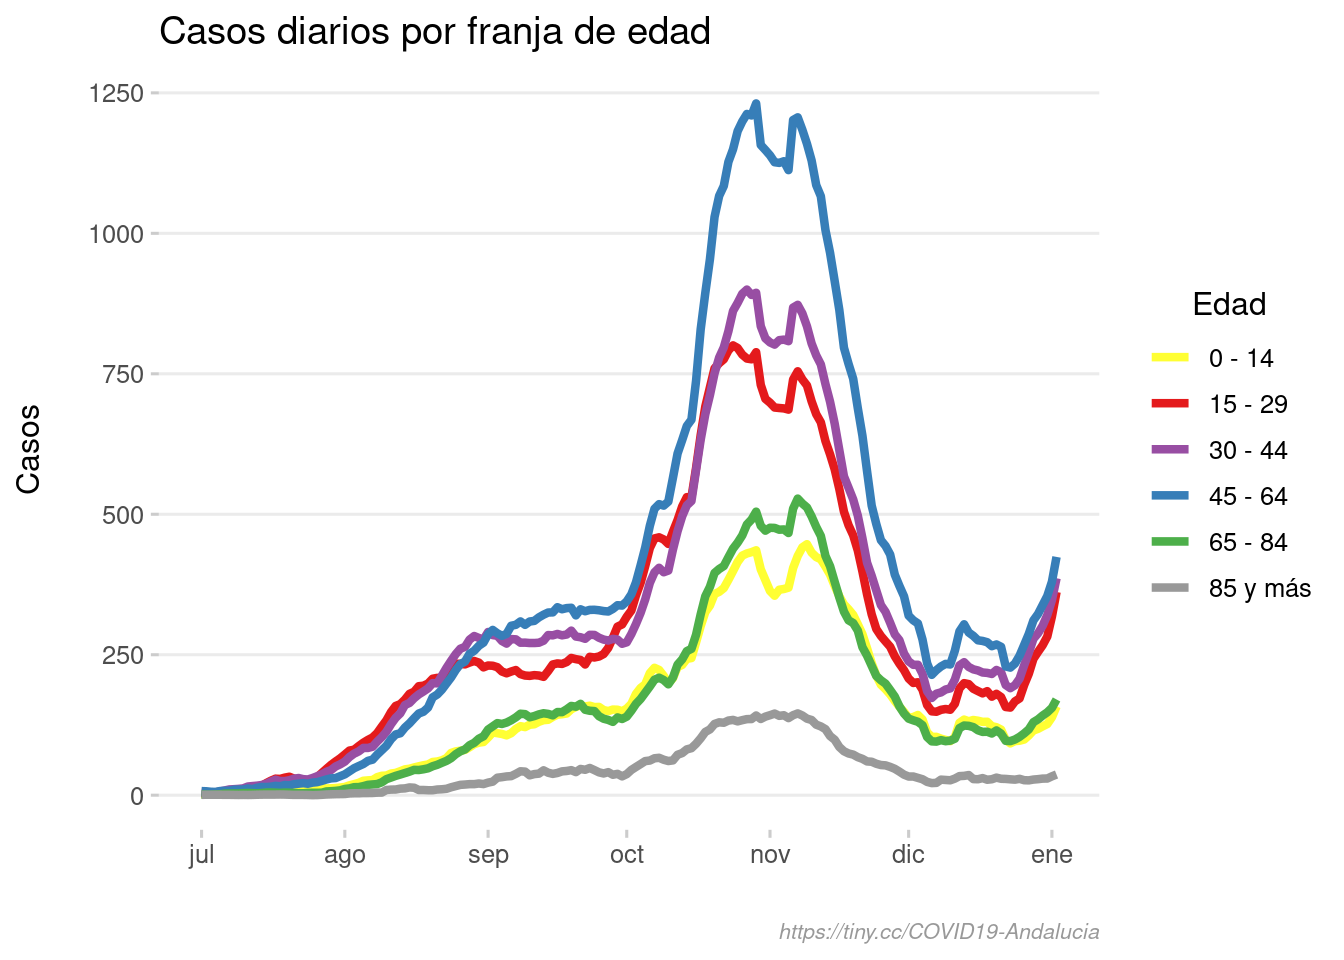 Casos diarios por franja de edad
Casos
1250
1000
750
500
250
0
jul ago sep oct nov dic ene
Edad
0 - 14
15 - 29
30 - 44
45 - 64
65 - 84
85 y más
https://tiny.cc/COVID19-Andalucia